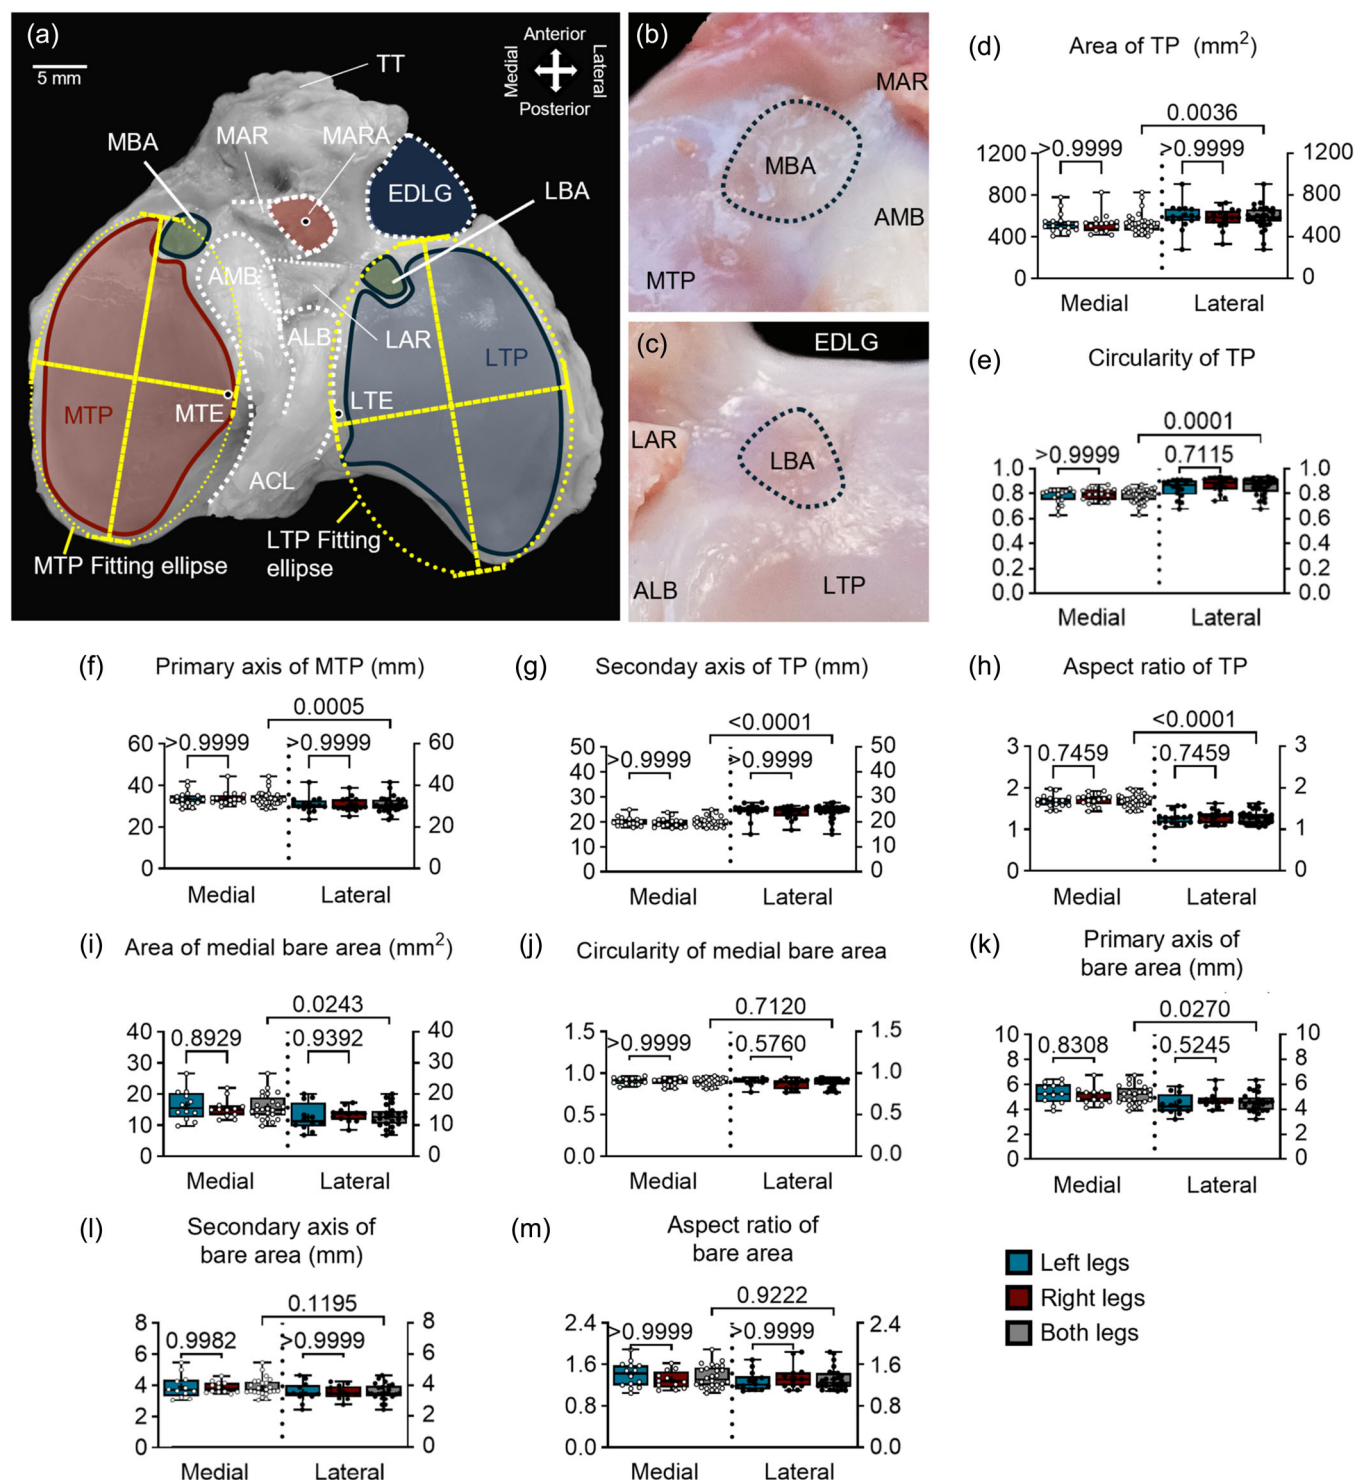 (a)
5 mm
TT
Anterior
Medial
Lateral
Posterior
MBA
MAR
MARA
EDLG
LBA
AMB
ALB
LAR
LTP
MTP
MTE
LTE
ACL
MTP Fitting ellipse
LTP Fitting
ellipse
(b)
MAR
MBA
AMB
MTP
(c)
EDLG
LAR
LBA
ALB
LTP
(d)
Area of TP (mm²)
0.0036
>0.9999
>0.9999
1200
800
400
0
1200
800
400
0
Medial
Lateral
(e)
Circularity of TP
0.0001
>0.9999
0.7115
1.0
0.8
0.6
0.4
0.2
0.0
1.0
0.8
0.6
0.4
0.2
0.0
Medial
Lateral
(f)
Primary axis of MTP (mm)
0.0005
>0.9999
>0.9999
60
40
20
0
60
40
20
0
Medial
Lateral
(g)
Seconday axis of TP (mm)
<0.0001
>0.9999
>0.9999
50
40
30
20
10
0
50
40
30
20
10
0
Medial
Lateral
(h)
Aspect ratio of TP
<0.0001
0.7459
0.7459
3
2
1
0
3
2
1
0
Medial
Lateral
(i)
Area of medial bare area (mm²)
0.0243
0.8929
0.9392
40
30
20
10
0
40
30
20
10
0
Medial
Lateral
(j)
Circularity of medial bare area
0.7120
>0.9999
0.5760
1.5
1.0
0.5
0.0
1.5
1.0
0.5
0.0
Medial
Lateral
(k)
Primary axis of
bare area (mm)
0.0270
0.8308
0.5245
10
8
6
4
2
0
10
8
6
4
2
0
Medial
Lateral
(l)
Secondary axis of
bare area (mm)
0.1195
0.9982
>0.9999
8
6
4
2
0
8
6
4
2
0
Medial
Lateral
(m)
Aspect ratio of
bare area
0.9222
>0.9999
>0.9999
2.4
1.6
0.8
0.0
2.4
1.6
0.8
0.0
Medial
Lateral
Left legs
Right legs
Both legs